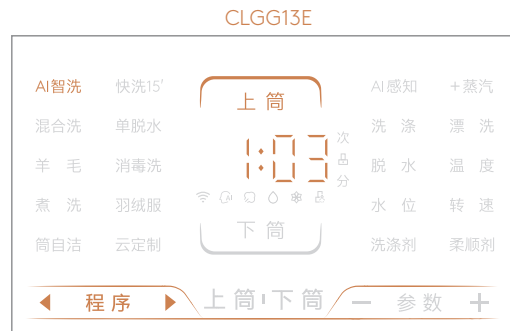 CLGG13E
AI智洗 快洗15' 上筒 AI感知 +蒸汽
混合洗 单脱水 洗涤 漂洗
羊毛 消毒洗 1:03 次 脱水 温度
分
煮洗 羽绒服 水位 转速
筒自洁 云定制 下筒 洗涤剂 柔顺剂
程序 上筒 下筒 — 参数 +